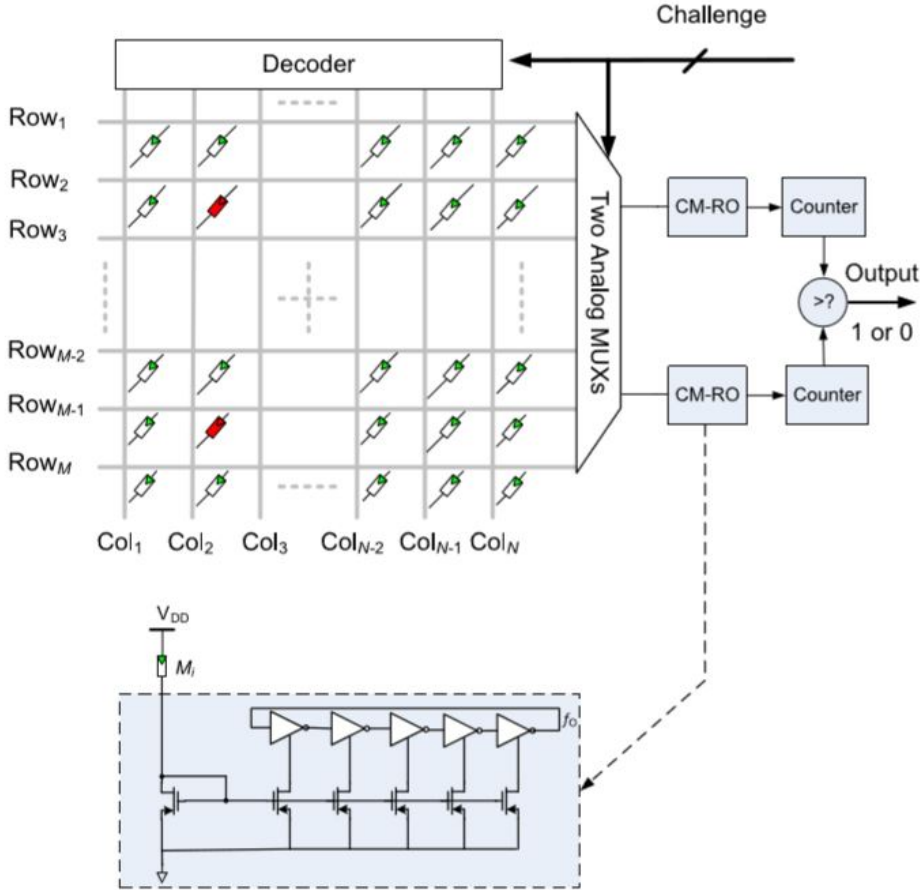 Challenge
Decoder
Row1
Row2
Row3
RowM-2
RowM-1
RowM
Two Analog MUXs
CM-RO
Counter
Output
>?
1 or 0
CM-RO
Counter
Col1 Col2 Col3 ColN-2 ColN-1 ColN
VDD
Mi
fO